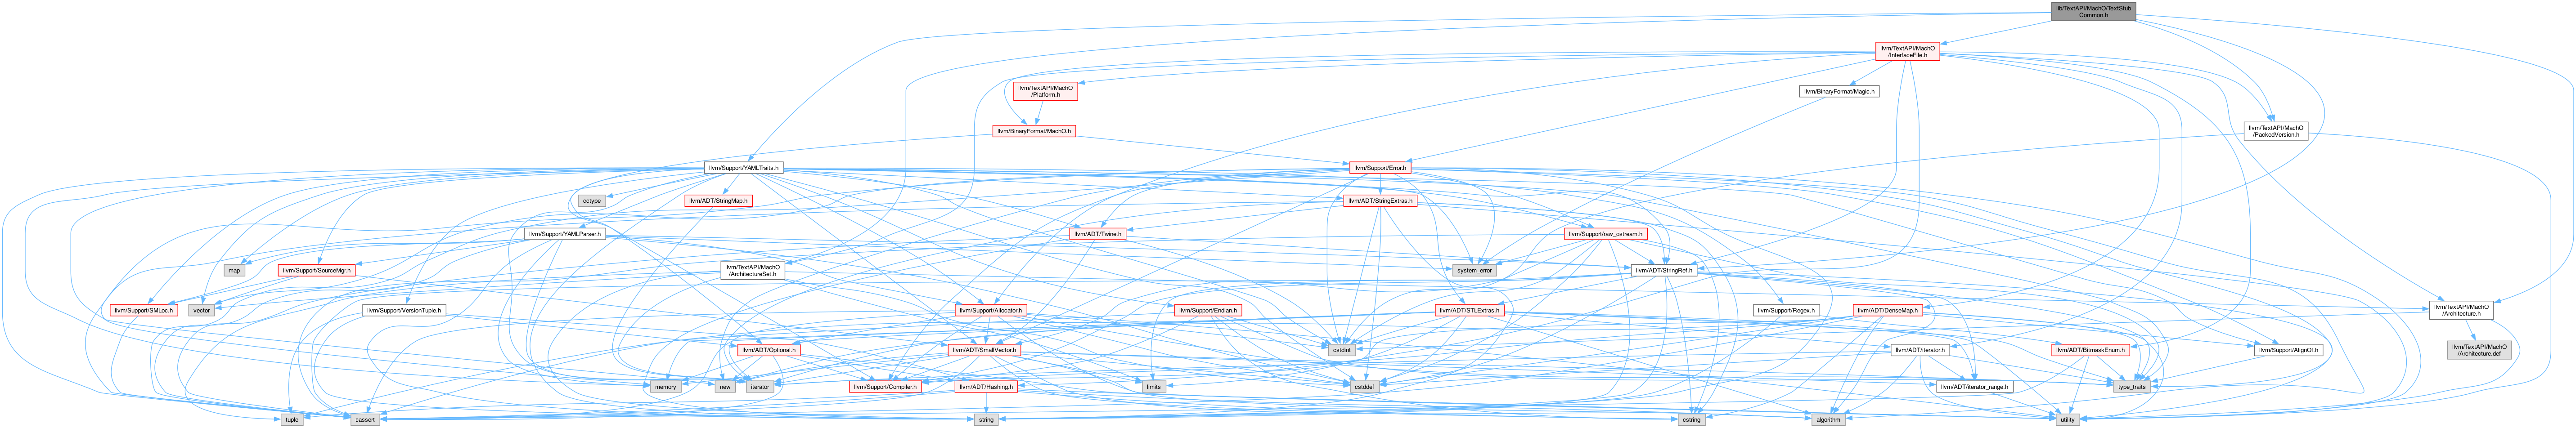 lib/TextAPI/MachO/TextStub
Common.h
llvm/TextAPI/MachO
/InterfaceFile.h
llvm/TextAPI/MachO
/Platform.h
llvm/BinaryFormat/Magic.h
llvm/BinaryFormat/MachO.h
llvm/TextAPI/MachO
/PackedVersion.h
llvm/Support/YAMLTraits.h
llvm/Support/Error.h
cctype
llvm/ADT/StringMap.h
llvm/ADT/StringExtras.h
llvm/Support/YAMLParser.h
llvm/ADT/Twine.h
llvm/Support/raw_ostream.h
map
llvm/Support/SourceMgr.h
llvm/TextAPI/MachO
/ArchitectureSet.h
system_error
llvm/ADT/StringRef.h
vector
llvm/Support/SMLoc.h
llvm/Support/VersionTuple.h
llvm/Support/Allocator.h
llvm/Support/Endian.h
llvm/ADT/STLExtras.h
llvm/Support/Regex.h
llvm/ADT/DenseMap.h
llvm/TextAPI/MachO
/Architecture.h
llvm/ADT/Optional.h
llvm/ADT/SmallVector.h
cstdint
llvm/ADT/iterator.h
llvm/ADT/BitmaskEnum.h
llvm/Support/AlignOf.h
llvm/TextAPI/MachO
/Architecture.def
memory
new
iterator
llvm/Support/Compiler.h
llvm/ADT/Hashing.h
limits
cstddef
llvm/ADT/iterator_range.h
type_traits
tuple
cassert
string
cstring
algorithm
utility